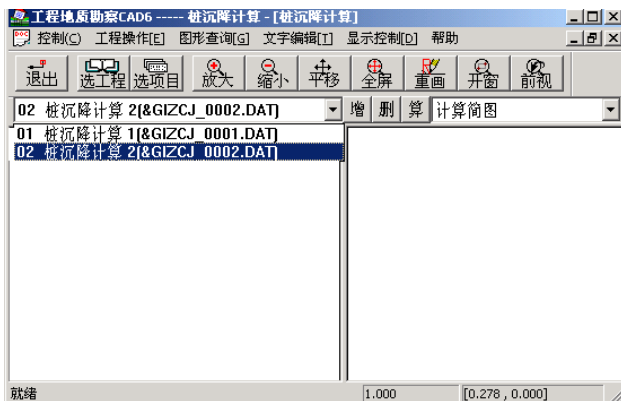 工程地质勘察CAD6 ----- 桩沉降计算 - [桩沉降计算]
控制(C) 工程操作[E] 图形查询[G] 文字编辑[T] 显示控制[D] 帮助
退出 选工程 选项目 放大 缩小 平移 全屏 重画 开窗 前视
02 桩沉降计算 2(&GIZCJ_0002.DAT) 增 删 算 计算简图
01 桩沉降计算 1(&GIZCJ_0001.DAT)
02 桩沉降计算 2(&GIZCJ_0002.DAT)
就绪 1.000 [0.278 , 0.000]